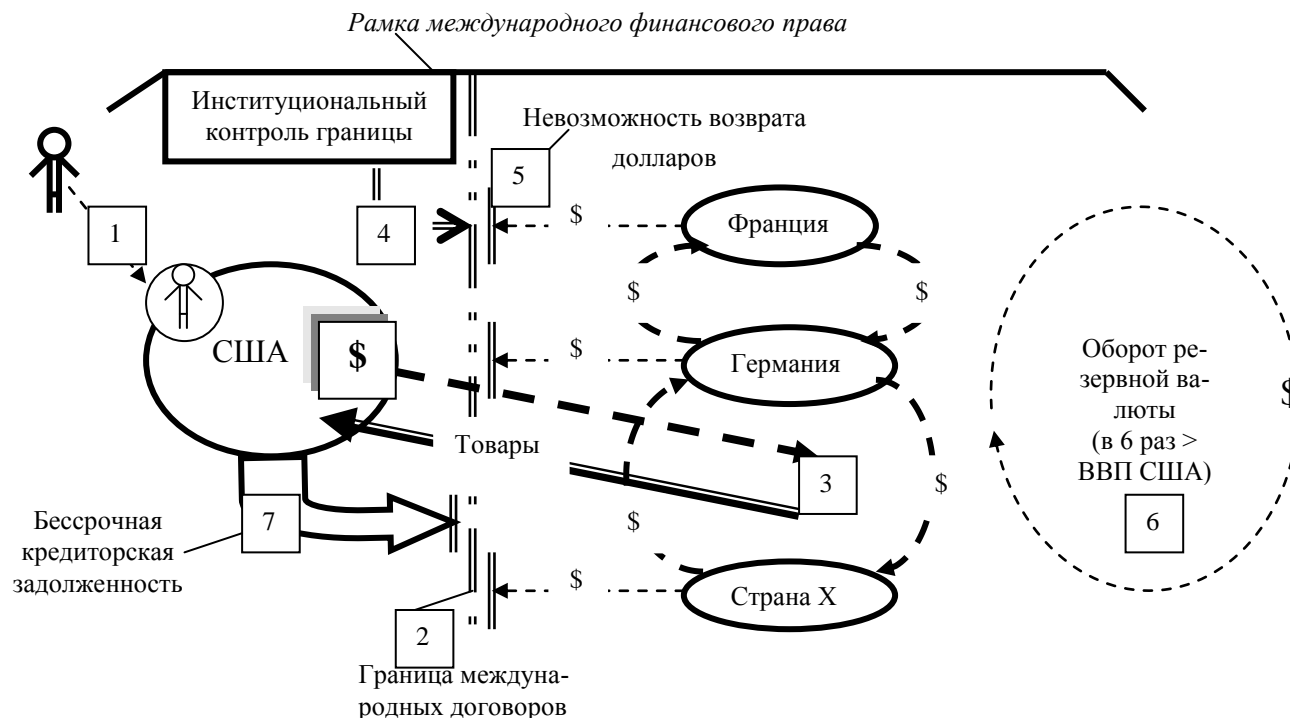 Рамка международного финансового права
Институциональный
контроль границы
Невозможность возврата
долларов
5
1
4
$
Франция
$
$
США
$
$
Германия
Оборот ре-
зервной ва-
люты
(в 6 раз >
ВВП США)
$
Товары
3
$
6
Бессрочная
кредиторская
задолженность
7
$
$
Страна X
2
Граница междуна-
родных договоров